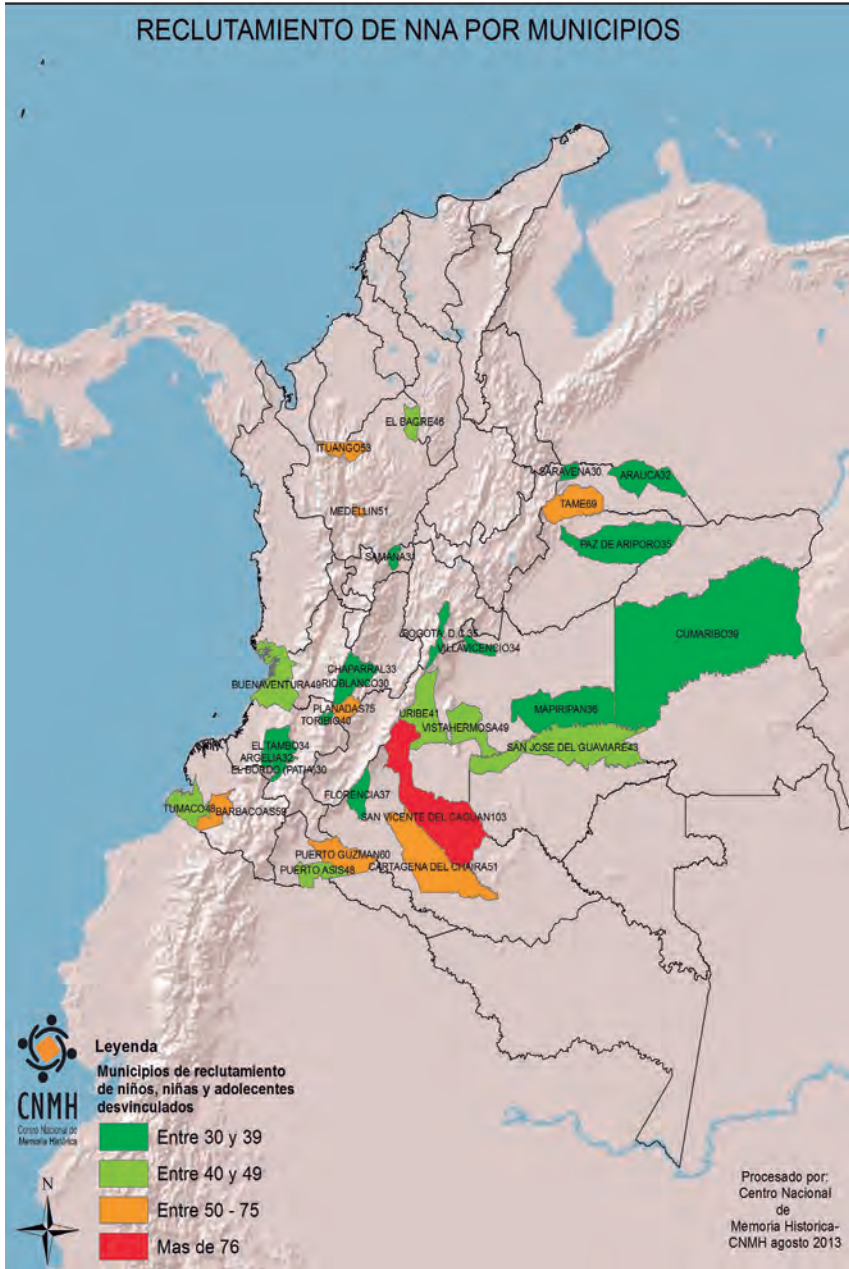 RECLUTAMIENTO DE NNA POR MUNICIPIOS
EL BAGRE46
ITUANGO53
SARAVENA30
ARAUCA32
TAME69
MEDELLIN51
PAZ DE ARIPORO35
SAMANA31
BOGOTA, D.C.35
VILLAVICENCIO34
CUMARIBO39
CHAPARRAL33
RIOBLANCO30
BUENAVENTURA49
PLANADAS75
TORIBIO40
URIBE41
VISTAHERMOSA49
MAPIRIPAN36
SAN JOSE DEL GUAVIARE43
EL TAMBO34
ARGELIA32
EL BORDO (PATIA)30
FLORENCIA37
SAN VICENTE DEL CAGUAN103
TUMACO48
BARBACOAS59
PUERTO GUZMAN60
CARTAGENA DEL CHAIRA51
PUERTO ASIS48
CNMH
Centro Nacional de
Memoria Histórica
N
Leyenda
Municipios de reclutamiento
de niños, niñas y adolecentes
desvinculados
Entre 30 y 39
Entre 40 y 49
Entre 50 - 75
Mas de 76
Procesado por:
Centro Nacional
de
Memoria Historica-
CNMH agosto 2013